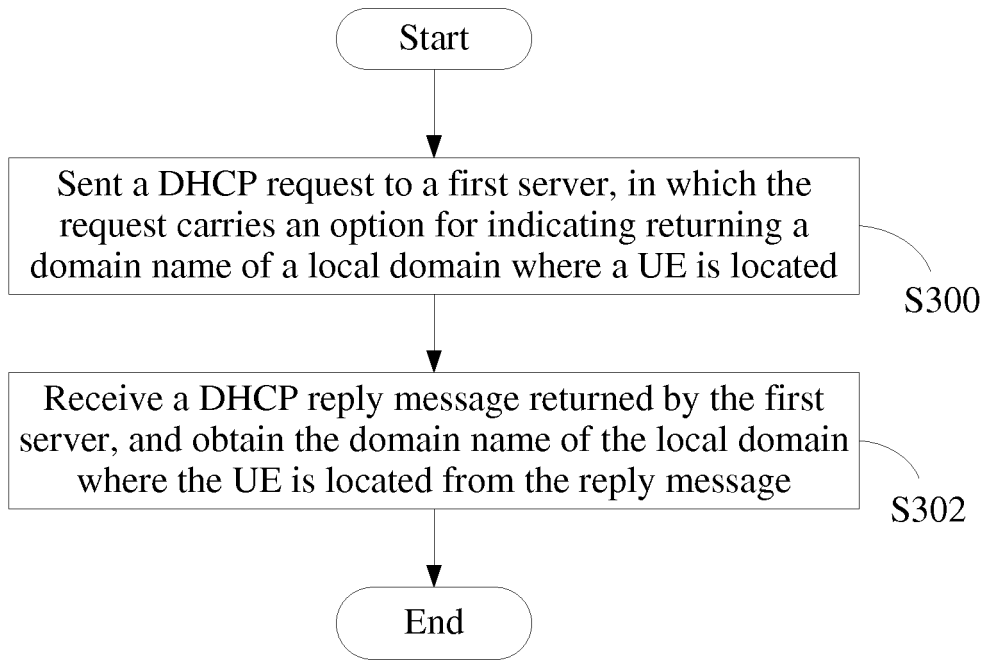 Start
Sent a DHCP request to a first server, in which the
request carries an option for indicating returning a
domain name of a local domain where a UE is located
S300
Receive a DHCP reply message returned by the first
server, and obtain the domain name of the local domain
where the UE is located from the reply message
S302
End